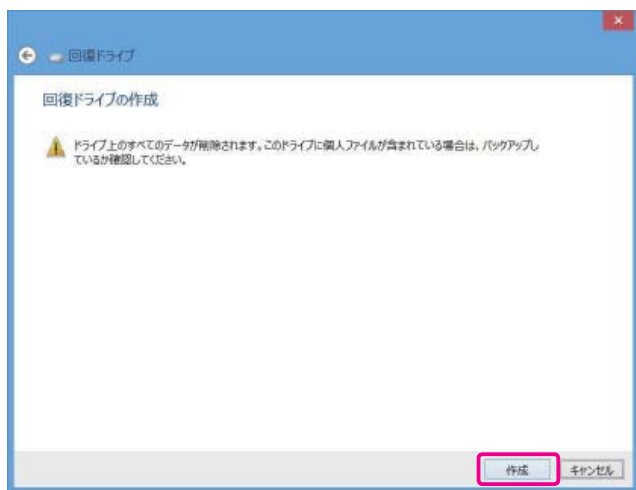 回復ドライブ
回復ドライブの作成
ドライブ上のすべてのデータが削除されます。このドライブに個人ファイルが含まれている場合は、バックアップし
ているか確認してください。
作成 キャンセル